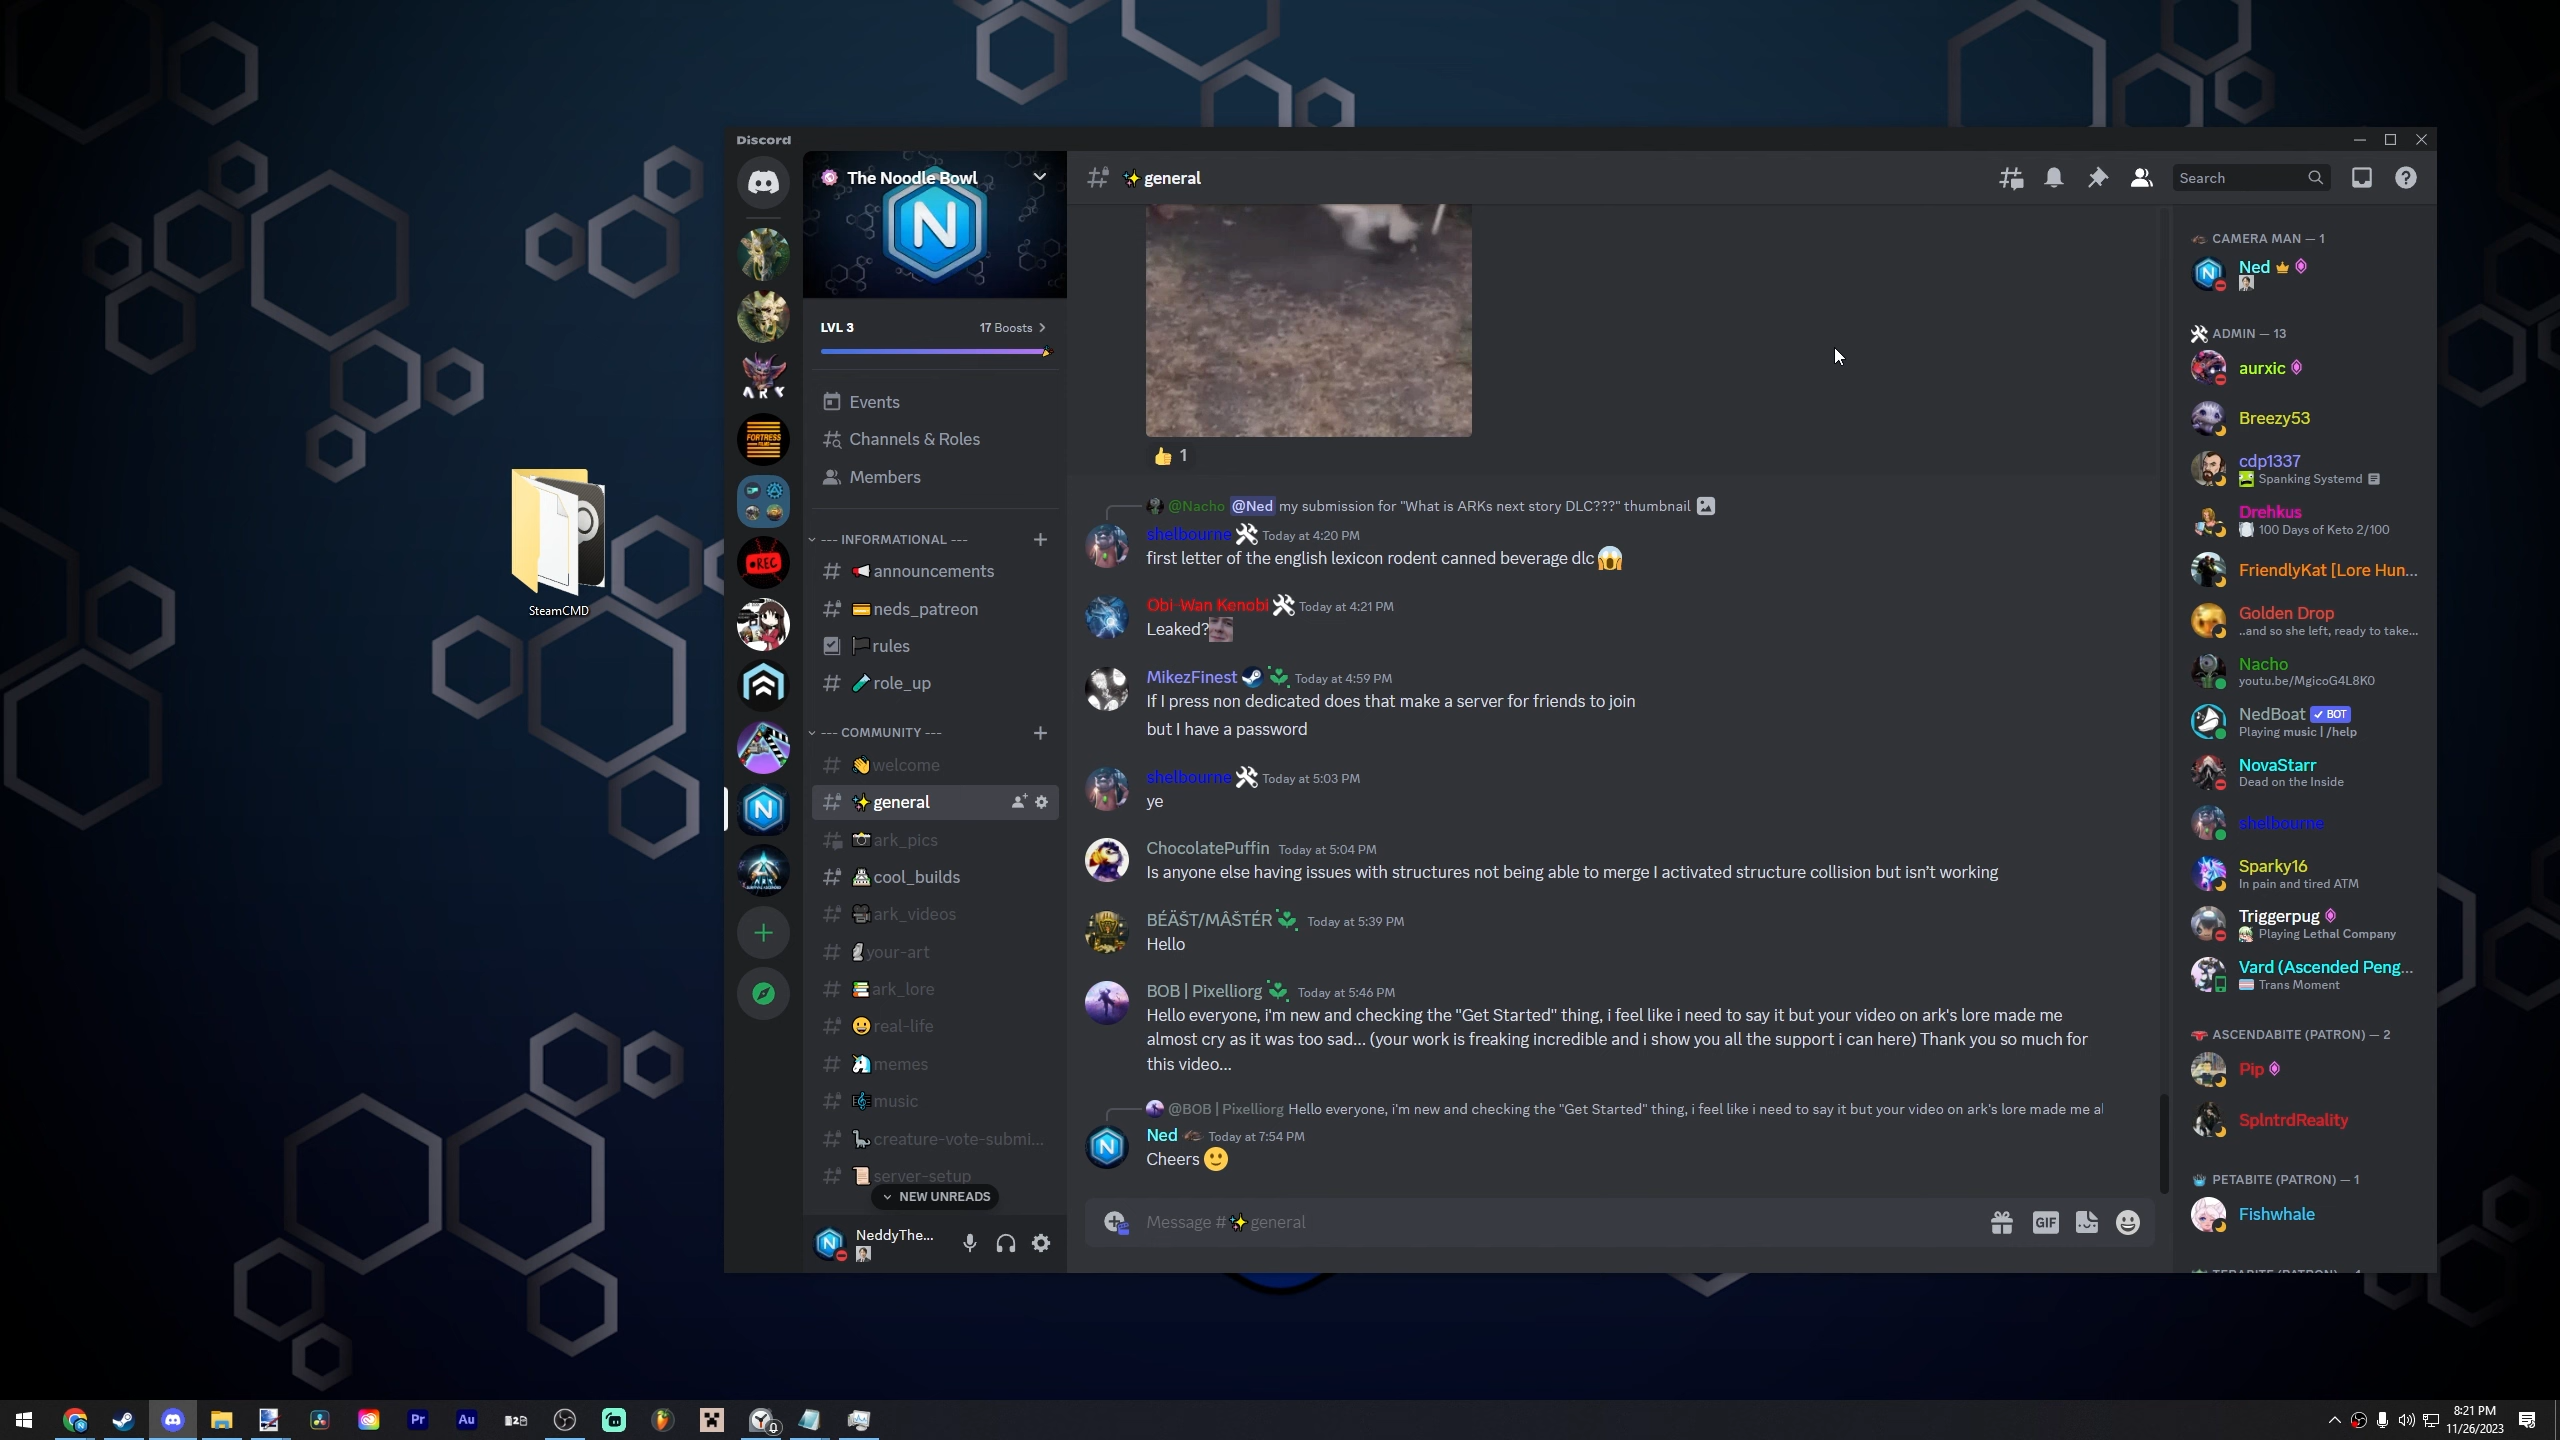 Discord
The Noodle Bowl
LVL 3
17 Boosts
Events
Channels & Roles
Members
--- INFORMATIONAL ---
announcements
neds_patreon
rules
role_up
--- COMMUNITY ---
welcome
general
ark_pics
cool_builds
ark_videos
your-art
ark_lore
real-life
memes
music
creature-vote-submi...
server-setup
NEW UNREADS
NeddyThe...
ARK
FORTRESS
REC
SteamCMD
general
Search
1
@Nacho @Ned my submission for "What is ARKs next story DLC???" thumbnail
shelbourne Today at 4:20 PM
first letter of the english lexicon rodent canned beverage dlc
Obi-Wan Kenobi Today at 4:21 PM
Leaked?
MikezFinest Today at 4:59 PM
If I press non dedicated does that make a server for friends to join
but I have a password
shelbourne Today at 5:03 PM
ye
ChocolatePuffin Today at 5:04 PM
Is anyone else having issues with structures not being able to merge I activated structure collision but isn't working
BÉÄŠT/MÂŠTÉR Today at 5:39 PM
Hello
BOB | Pixelliorg Today at 5:46 PM
Hello everyone, i'm new and checking the "Get Started" thing, i feel like i need to say it but your video on ark's lore made me
almost cry as it was too sad... (your work is freaking incredible and i show you all the support i can here) Thank you so much for
this video...
@BOB | Pixelliorg Hello everyone, i'm new and checking the "Get Started" thing, i feel like i need to say it but your video on ark's lore made me al
Ned Today at 7:54 PM
Cheers
Message # general
GIF
CAMERA MAN — 1
Ned
ADMIN — 13
aurxic
Breezy53
cdp1337
Spanking Systemd
Drehkus
100 Days of Keto 2/100
FriendlyKat [Lore Hun...
Golden Drop
..and so she left, ready to take...
Nacho
youtu.be/MgicoG4L8K0
NedBoat BOT
Playing music | /help
NovaStarr
Dead on the Inside
shelbourne
Sparky16
In pain and tired ATM
Triggerpug
Playing Lethal Company
Vard (Ascended Peng...
Trans Moment
ASCENDABITE (PATRON) — 2
Pip
SplntrdReality
PETABITE (PATRON) — 1
Fishwhale
Pr
Au
8:21 PM
11/26/2023